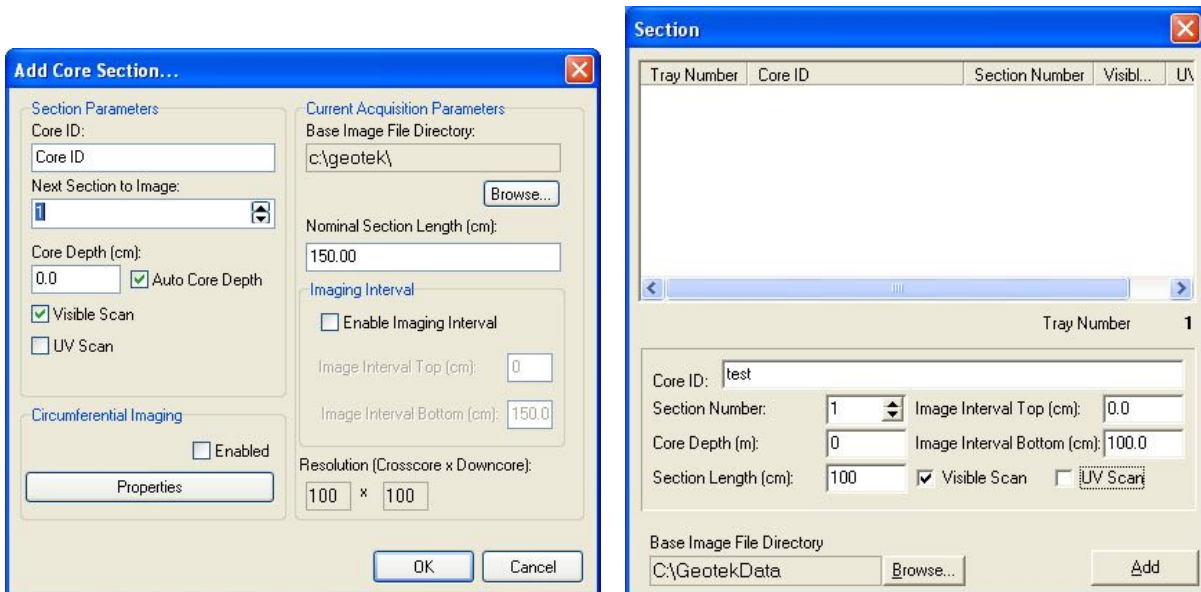 Add Core Section...
Section Parameters
Core ID:
Core ID
Next Section to Image:
1
Core Depth (cm):
0.0
Auto Core Depth
Visible Scan
UV Scan
Circumferential Imaging
Enabled
Properties
Current Acquisition Parameters
Base Image File Directory:
c:\geotek\
Browse...
Nominal Section Length (cm):
150.00
Imaging Interval
Enable Imaging Interval
Image Interval Top (cm): 0
Image Interval Bottom (cm): 150.0
Resolution (Crosscore x Downcore):
100 × 100
OK Cancel
Section
Tray Number Core ID Section Number Visibl... UV
Tray Number 1
Core ID: test
Section Number: 1 Image Interval Top (cm): 0.0
Core Depth (m): 0 Image Interval Bottom (cm): 100.0
Section Length (cm): 100 Visible Scan UV Scan
Base Image File Directory
C:\GeotekData Browse... Add